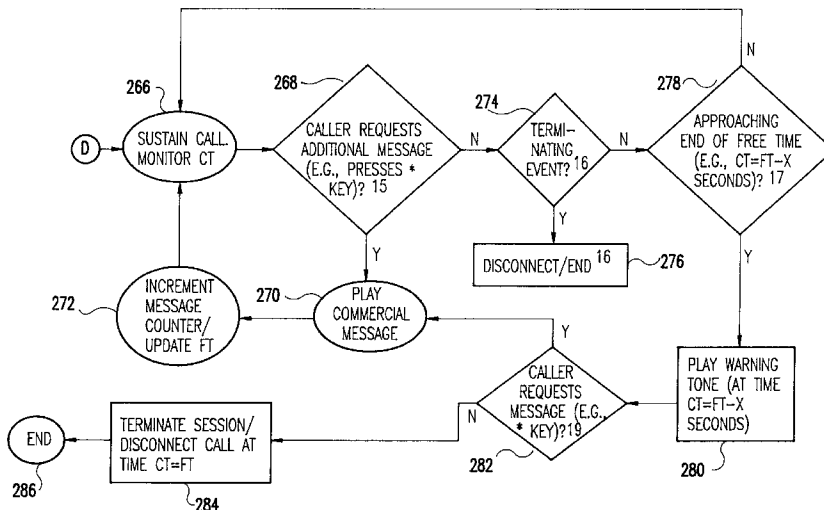 266
D
SUSTAIN CALL.
MONITOR CT
268
CALLER REQUESTS
ADDITIONAL MESSAGE
(E.G., PRESSES *
KEY)? 15
N
Y
274
TERMI-
NATING
EVENT? 16
N
Y
DISCONNECT/END 16
276
278
N
APPROACHING
END OF FREE TIME
(E.G., CT=FT-X
SECONDS)? 17
Y
272
INCREMENT
MESSAGE
COUNTER/
UPDATE FT
270
PLAY
COMMERCIAL
MESSAGE
Y
CALLER
REQUESTS
MESSAGE (E.G.,
* KEY)?19
N
282
PLAY WARNING
TONE (AT TIME
CT=FT-X
SECONDS)
280
TERMINATE SESSION/
DISCONNECT CALL AT
TIME CT=FT
284
END
286